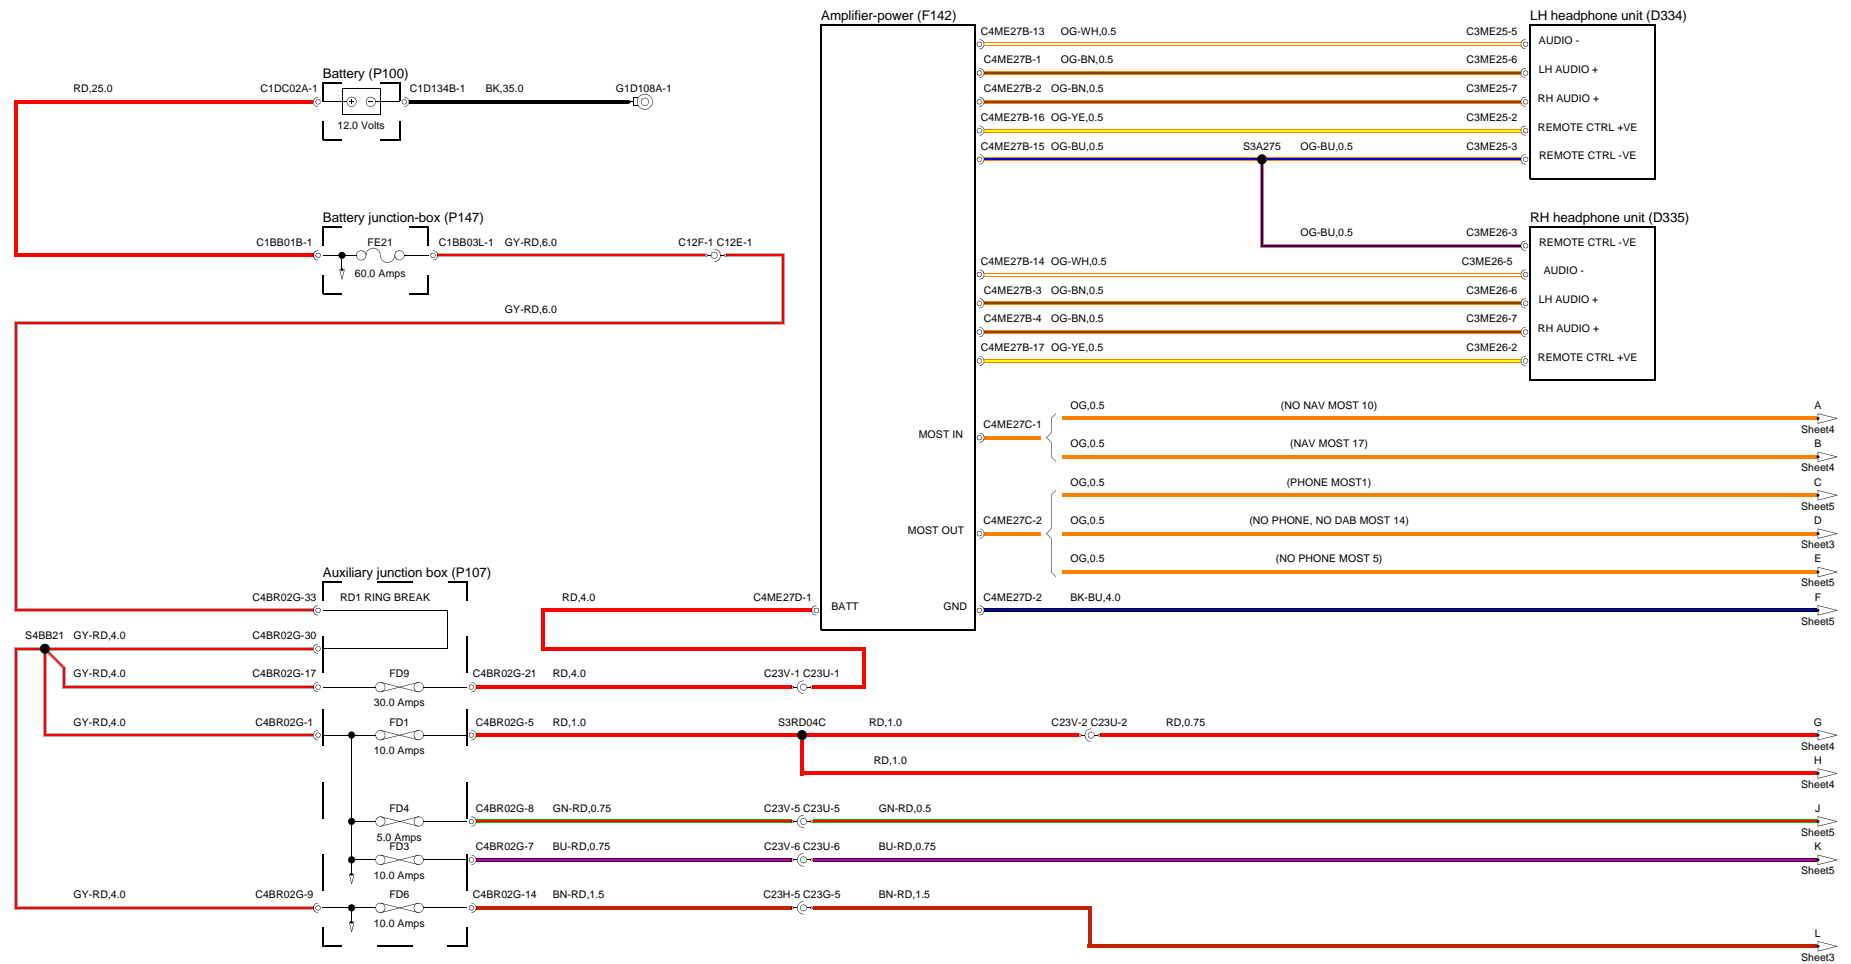 Amplifier-power (F142)
LH headphone unit (D334)
C4ME27B-13 OG-WH,0.5 C3ME25-5 AUDIO -
C4ME27B-1 OG-BN,0.5 C3ME25-6 LH AUDIO +
Battery (P100)
RD,25.0 C1DC02A-1 C1D134B-1 BK,35.0 G1D108A-1
C4ME27B-2 OG-BN,0.5 C3ME25-7 RH AUDIO +
12.0 Volts
C4ME27B-16 OG-YE,0.5 C3ME25-2 REMOTE CTRL +VE
C4ME27B-15 OG-BU,0.5 S3A275 OG-BU,0.5 C3ME25-3 REMOTE CTRL -VE
Battery junction-box (P147)
RH headphone unit (D335)
OG-BU,0.5 C3ME26-3 REMOTE CTRL -VE
C1BB01B-1 FE21 C1BB03L-1 GY-RD,6.0 C12F-1 C12E-1
60.0 Amps
C4ME27B-14 OG-WH,0.5 C3ME26-5 AUDIO -
C4ME27B-3 OG-BN,0.5 C3ME26-6 LH AUDIO +
GY-RD,6.0
C4ME27B-4 OG-BN,0.5 C3ME26-7 RH AUDIO +
C4ME27B-17 OG-YE,0.5 C3ME26-2 REMOTE CTRL +VE
OG,0.5 (NO NAV MOST 10) A
Sheet4
MOST IN C4ME27C-1
OG,0.5 (NAV MOST 17) B
Sheet4
OG,0.5 (PHONE MOST1) C
Sheet5
MOST OUT C4ME27C-2 OG,0.5 (NO PHONE, NO DAB MOST 14) D
Sheet3
OG,0.5 (NO PHONE MOST 5) E
Sheet5
Auxiliary junction box (P107)
C4BR02G-33 RD1 RING BREAK
RD,4.0 C4ME27D-1 BATT GND C4ME27D-2 BK-BU,4.0 F
Sheet5
S4BB21 GY-RD,4.0 C4BR02G-30
GY-RD,4.0 C4BR02G-17 FD9 C4BR02G-21 RD,4.0 C23V-1 C23U-1
30.0 Amps
GY-RD,4.0 C4BR02G-1 FD1 C4BR02G-5 RD,1.0 S3RD04C RD,1.0 C23V-2 C23U-2 RD,0.75 G
10.0 Amps Sheet4
RD,1.0 H
Sheet4
FD4 C4BR02G-8 GN-RD,0.75 C23V-5 C23U-5 GN-RD,0.5 J
5.0 Amps Sheet5
FD3 C4BR02G-7 BU-RD,0.75 C23V-6 C23U-6 BU-RD,0.75 K
10.0 Amps Sheet5
GY-RD,4.0 C4BR02G-9 FD6 C4BR02G-14 BN-RD,1.5 C23H-5 C23G-5 BN-RD,1.5
10.0 Amps
L
Sheet3